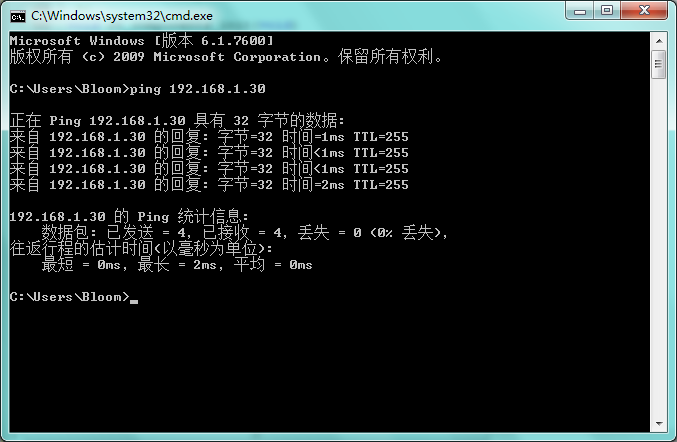 C:\Windows\system32\cmd.exe
Microsoft Windows [版本 6.1.7600]
版权所有 (c) 2009 Microsoft Corporation。保留所有权利。
C:\Users\Bloom>ping 192.168.1.30
正在 Ping 192.168.1.30 具有 32 字节的数据:
来自 192.168.1.30 的回复: 字节=32 时间=1ms TTL=255
来自 192.168.1.30 的回复: 字节=32 时间<1ms TTL=255
来自 192.168.1.30 的回复: 字节=32 时间<1ms TTL=255
来自 192.168.1.30 的回复: 字节=32 时间=2ms TTL=255
192.168.1.30 的 Ping 统计信息:
数据包: 已发送 = 4，已接收 = 4，丢失 = 0 (0% 丢失)，
往返行程的估计时间(以毫秒为单位):
最短 = 0ms，最长 = 2ms，平均 = 0ms
C:\Users\Bloom>